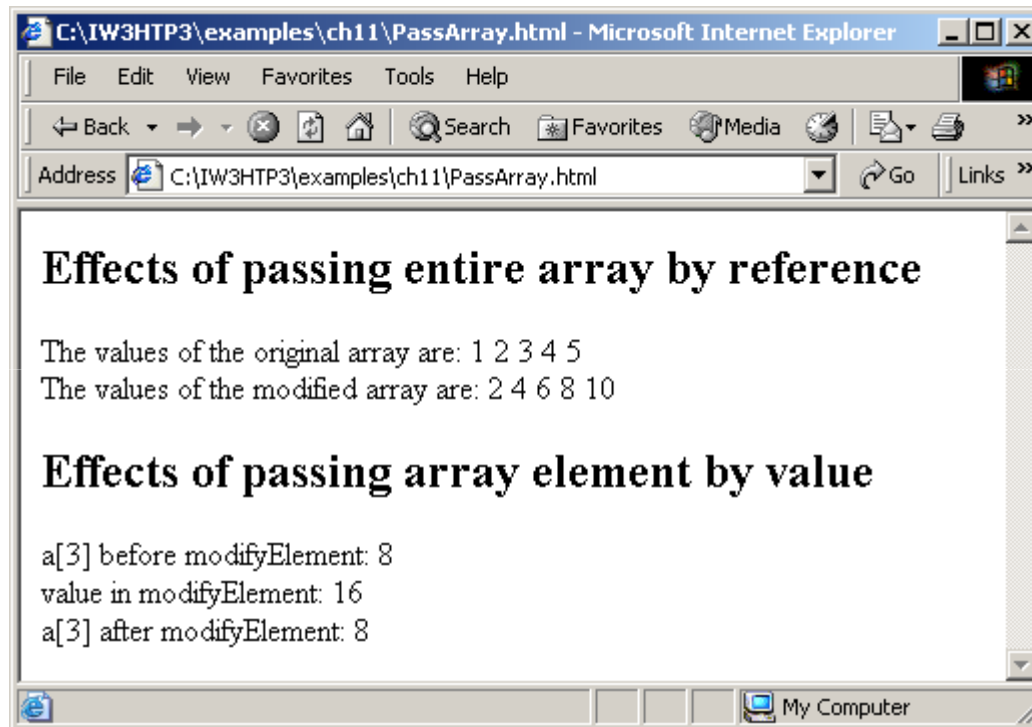 C:\IW3HTP3\examples\ch11\PassArray.html - Microsoft Internet Explorer
File Edit View Favorites Tools Help
Back Search Favorites Media »
Address C:\IW3HTP3\examples\ch11\PassArray.html Go Links »
Effects of passing entire array by reference
The values of the original array are: 1 2 3 4 5
The values of the modified array are: 2 4 6 8 10
Effects of passing array element by value
a[3] before modifyElement: 8
value in modifyElement: 16
a[3] after modifyElement: 8
My Computer